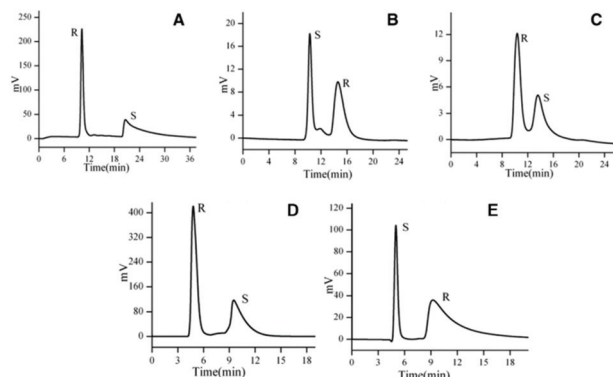 A
250
200
150
100
50
0
mV
R
S
0 6 12 18 24 30 36
Time(min)
B
20
16
12
8
4
0
mV
S
R
0 4 8 12 16 20 24
Time(min)
C
12
9
6
3
0
mV
R
S
0 4 8 12 16 20 24
Time(min)
D
400
320
240
160
80
0
mV
R
S
0 3 6 9 12 15 18
Time(min)
E
120
100
80
60
40
20
0
mV
S
R
0 3 6 9 12 15 18
Time(min)